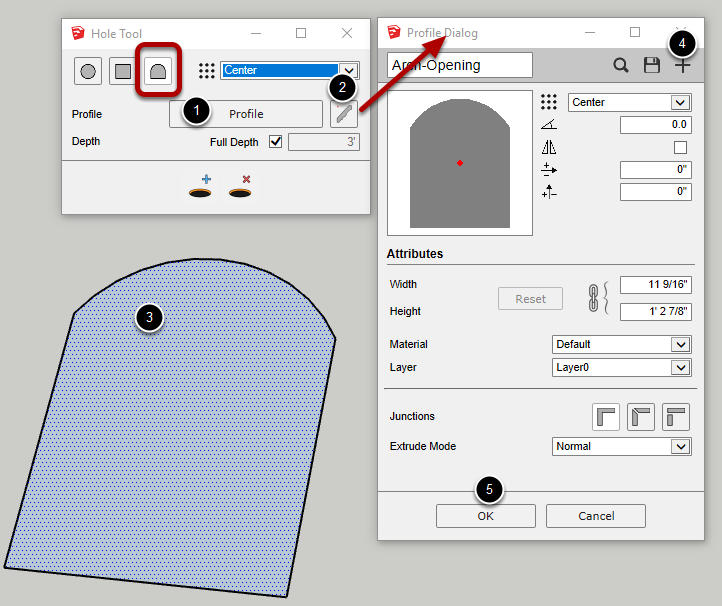 Hole Tool
Center
2
Profile
1
Profile
Depth
Full Depth
3'
3
Profile Dialog
4
Arch-Opening
Center
0.0
0"
0"
Attributes
Width
11 9/16"
Reset
Height
1' 2 7/8"
Material
Default
Layer
Layer0
Junctions
Extrude Mode
Normal
5
OK
Cancel